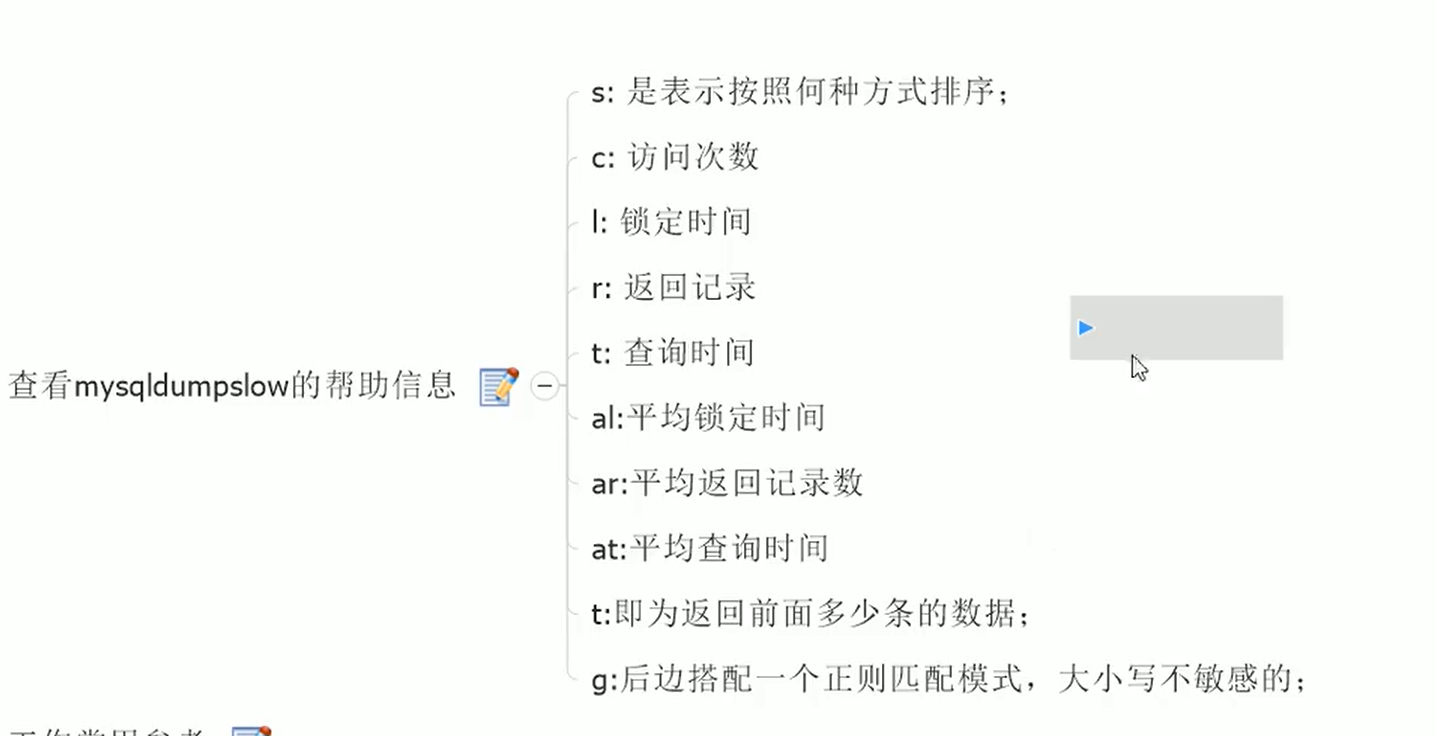 s: 是表示按照何种方式排序；
c: 访问次数
l: 锁定时间
r: 返回记录
t: 查询时间
查看mysqldumpslow的帮助信息
al:平均锁定时间
ar:平均返回记录数
at:平均查询时间
t:即为返回前面多少条的数据；
g:后边搭配一个正则匹配模式，大小写不敏感的；